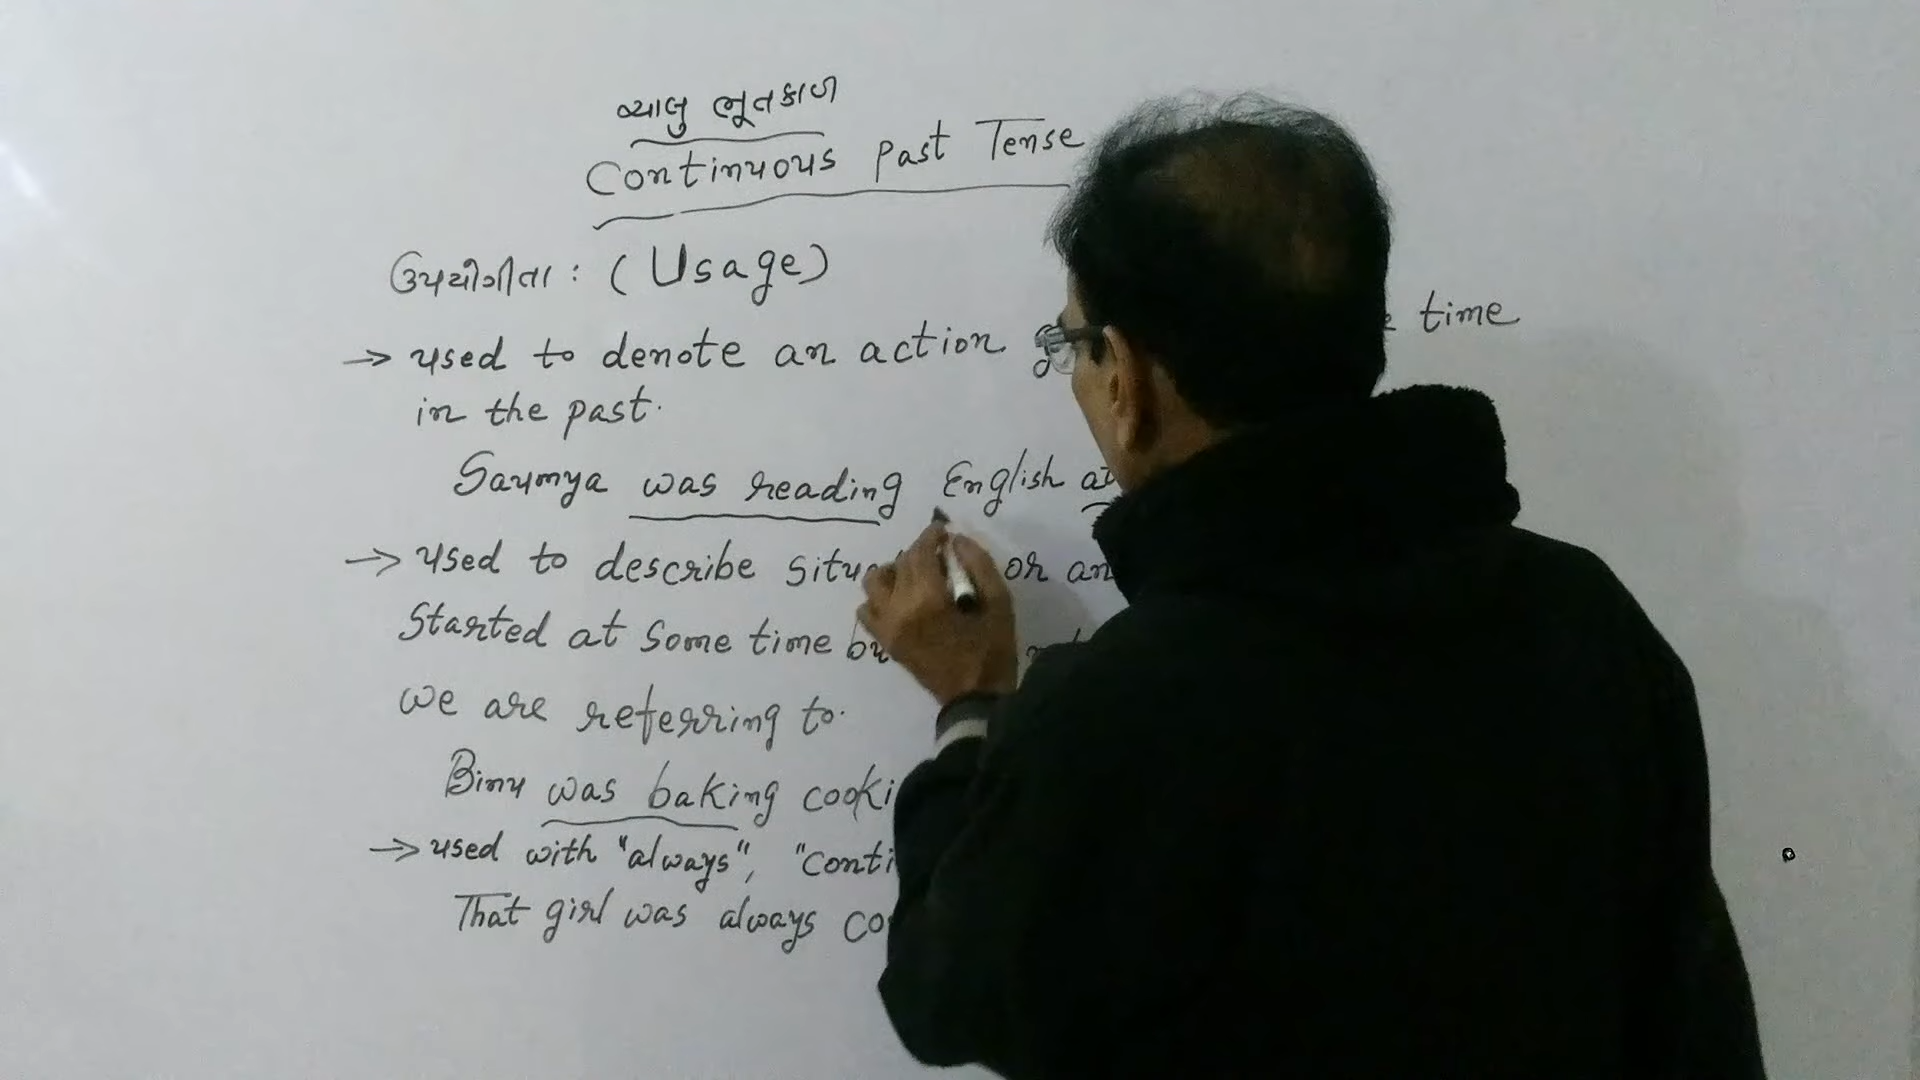 ચાલુ ભૂતકાળ
Continuous past Tense
ઉપયોગીતા : (Usage)
→ used to denote an action time
in the past.
Saumya was reading English at
→ used to describe or an
Started at some time
we are referring to.
Binu was baking
→ used with "always",
That girl was always